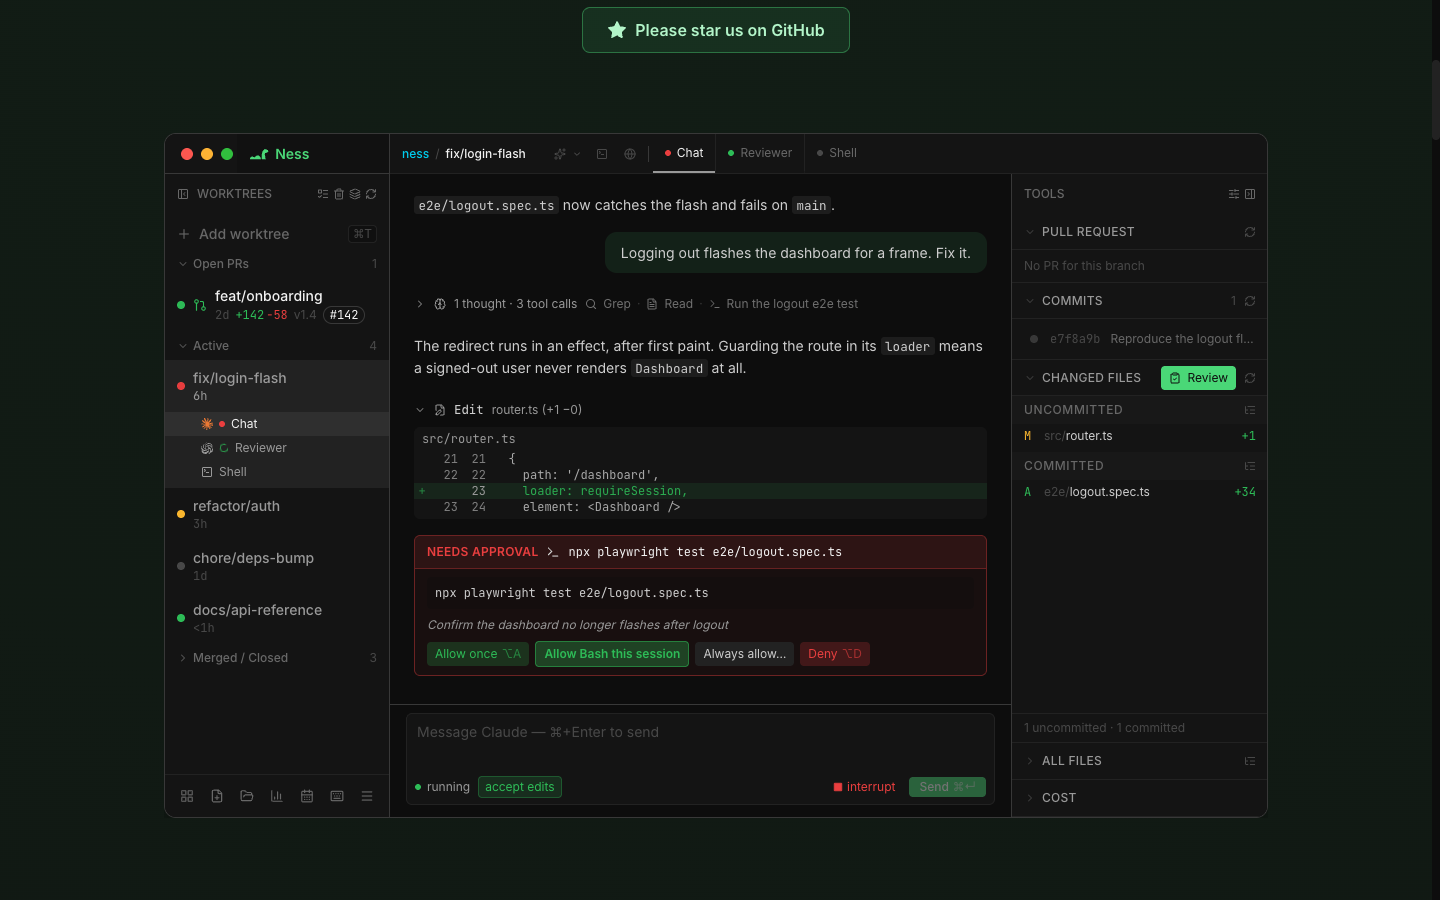 Please star us on GitHub
Ness
ness / fix/login-flash
Chat
Reviewer
Shell
WORKTREES
Add worktree ⌘T
Open PRs 1
feat/onboarding
2d +142 -58 v1.4 #142
Active 4
fix/login-flash
6h
Chat
Reviewer
Shell
refactor/auth
3h
chore/deps-bump
1d
docs/api-reference
<1h
Merged / Closed 3
e2e/logout.spec.ts now catches the flash and fails on main.
Logging out flashes the dashboard for a frame. Fix it.
1 thought · 3 tool calls Grep · Read · Run the logout e2e test
The redirect runs in an effect, after first paint. Guarding the route in its loader means
a signed-out user never renders Dashboard at all.
Edit router.ts (+1 −0)
src/router.ts
21 21 {
22 22 path: '/dashboard',
+ 23 loader: requireSession,
23 24 element: <Dashboard />
NEEDS APPROVAL npx playwright test e2e/logout.spec.ts
npx playwright test e2e/logout.spec.ts
Confirm the dashboard no longer flashes after logout
Allow once ⌥A
Allow Bash this session
Always allow…
Deny ⌥D
Message Claude — ⌘+Enter to send
running
accept edits
interrupt
Send ⌘↵
TOOLS
PULL REQUEST
No PR for this branch
COMMITS 1
e7f8a9b Reproduce the logout fl…
CHANGED FILES Review
UNCOMMITTED
M src/router.ts +1
COMMITTED
A e2e/logout.spec.ts +34
1 uncommitted · 1 committed
ALL FILES
COST